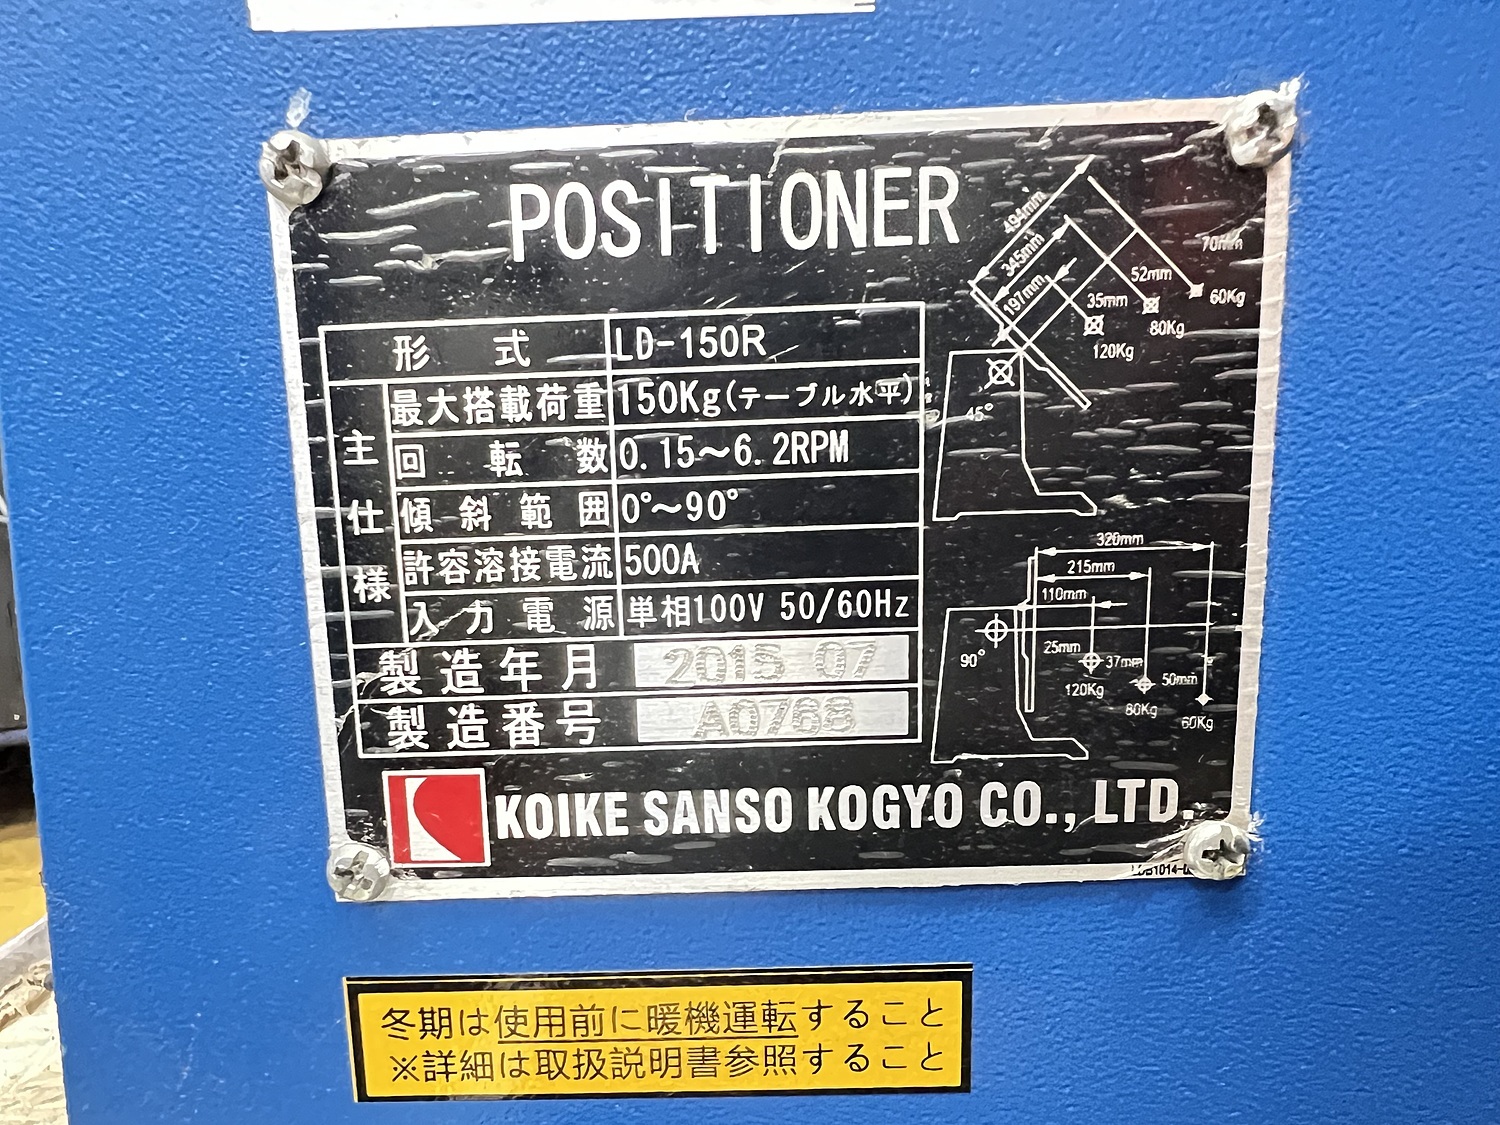 POSITIONER
形式 LD-150R
主仕様
最大搭載荷重 150Kg(テーブル水平)
回転数 0.15～6.2RPM
傾斜範囲 0°～90°
許容溶接電流 500A
入力電源 単相100V 50/60Hz
製造年月 2015 07
製造番号 A0768
494mm
345mm
197mm
70mm
52mm
35mm
60Kg
80Kg
120Kg
45°
320mm
215mm
110mm
90°
25mm
37mm
50mm
120Kg
80Kg
60Kg
KOIKE SANSO KOGYO CO., LTD.
冬期は使用前に暖機運転すること
※詳細は取扱説明書参照すること